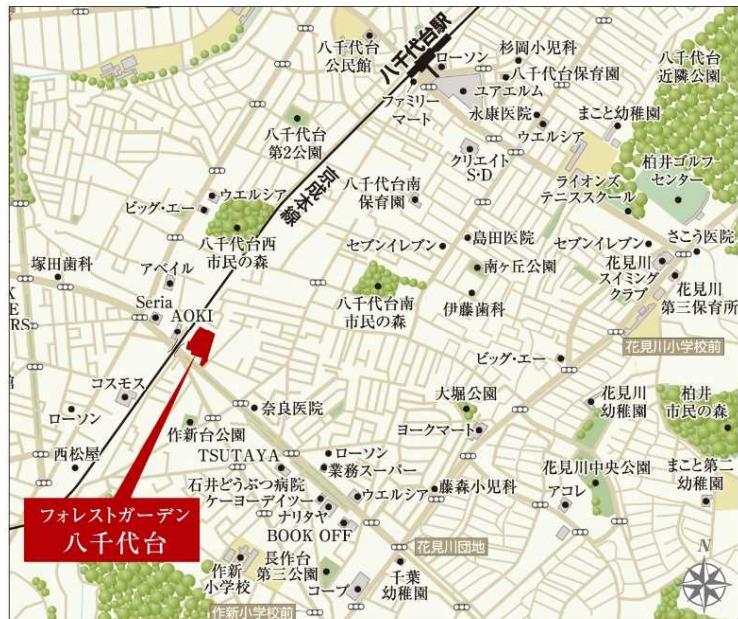 八千代台
公民館
八千代台駅
ローソン
杉岡小児科
八千代台保育園
八千代台
近隣公園
ファミリー
マート
ユアエルム
永康医院
ウエルシア
まこと幼稚園
八千代台
第2公園
クリエイト
S・D
柏井ゴルフ
センター
京成本線
ウエルシア
ビッグ・エー
八千代台南
保育園
ライオンズ
テニススクール
八千代台西
市民の森
セブンイレブン
島田医院
セブンイレブン
さこう医院
塚田歯科
アベイル
南ヶ丘公園
花見川
スイミング
クラブ
花見川
第三保育所
Seria
AOKI
八千代台南
市民の森
伊藤歯科
X
E
RS
ビッグ・エー
花見川小学校前
コスモス
ローソン
奈良医院
大堀公園
花見川
幼稚園
柏井
市民の森
作新台公園
ヨークマート
西松屋
TSUTAYA
ローソン
業務スーパー
花見川中央公園
まこと第二
幼稚園
石井どうぶつ病院
ケーヨーデイツー
ウエルシア
藤森小児科
アコレ
フォレストガーデン
八千代台
ナリタヤ
BOOK OFF
花見川団地
N
作新
小学校
長作台
第三公園
コープ
千葉
幼稚園
作新小学校前
館